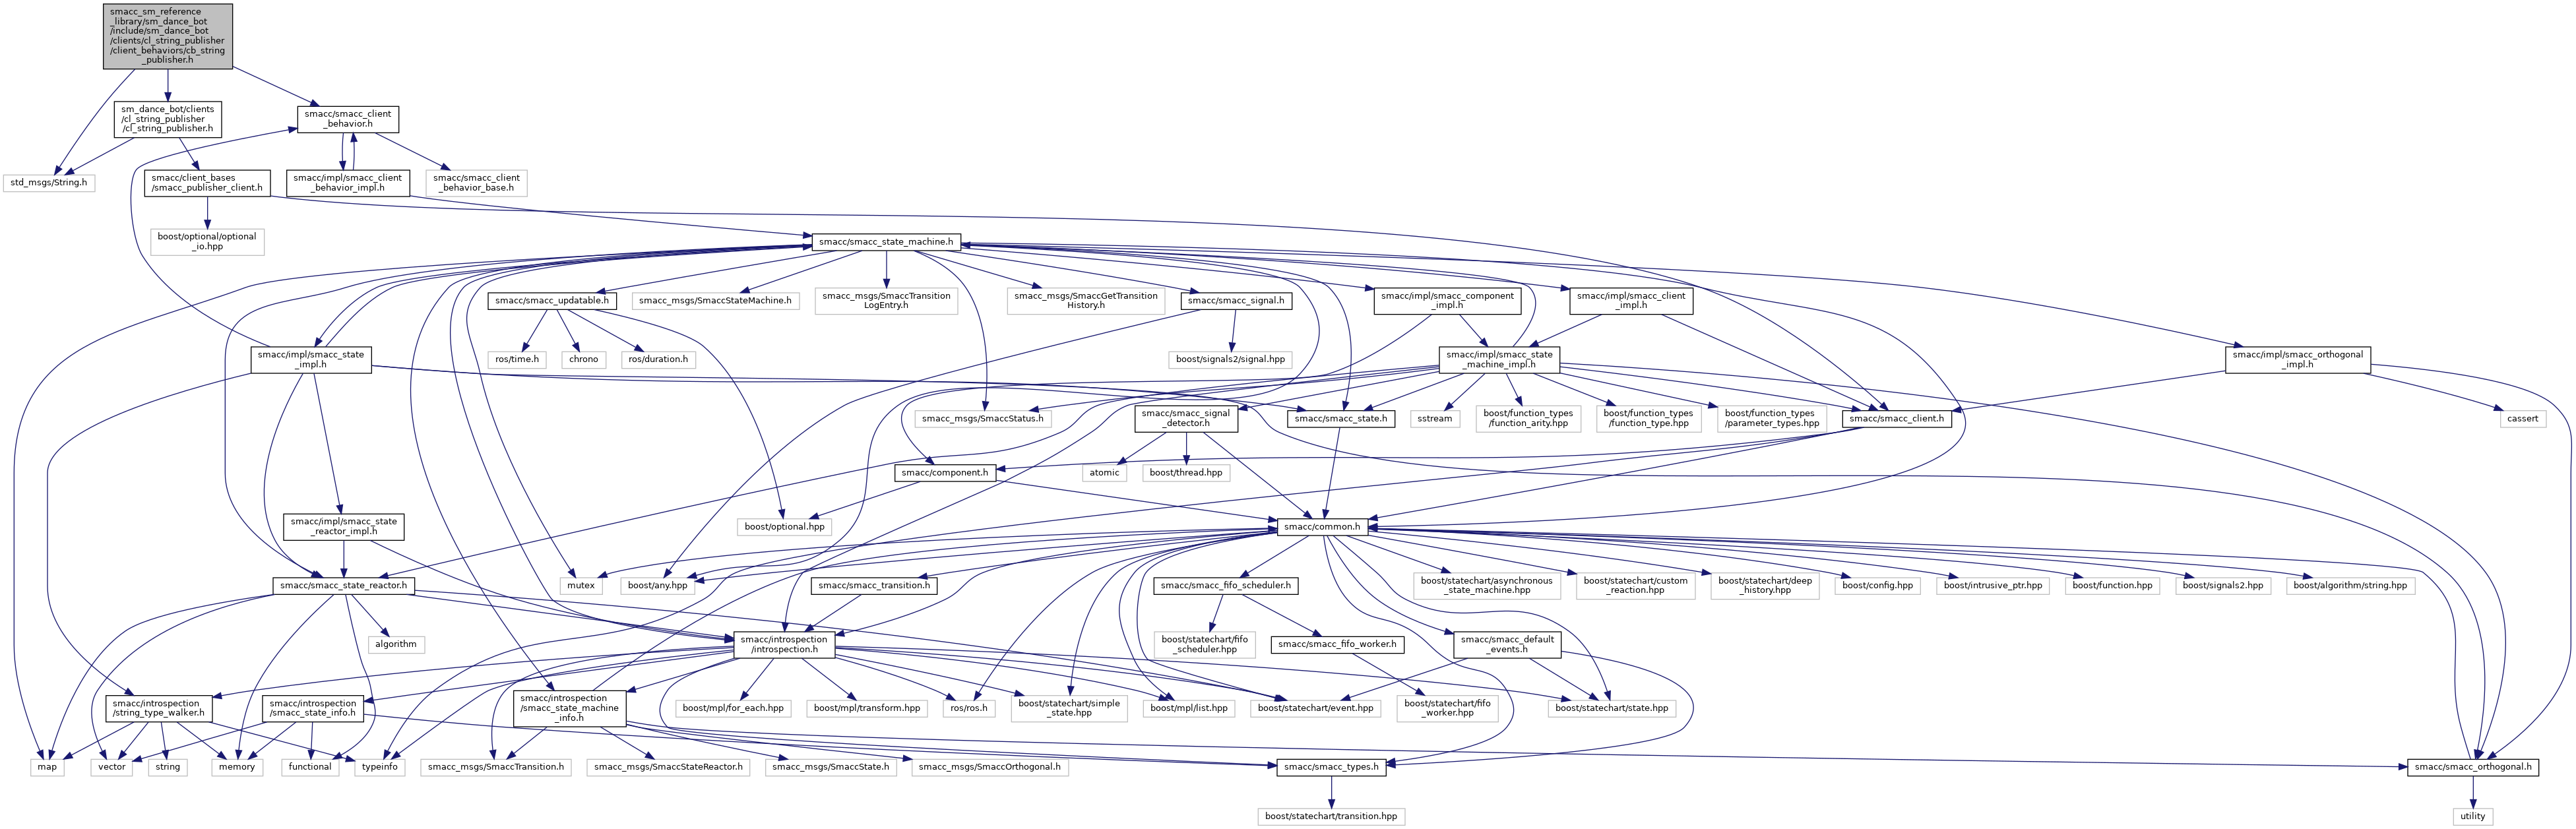 smacc_sm_reference
_library/sm_dance_bot
/include/sm_dance_bot
/clients/cl_string_publisher
/client_behaviors/cb_string
_publisher.h
sm_dance_bot/clients
/cl_string_publisher
/cl_string_publisher.h
smacc/smacc_client
_behavior.h
std_msgs/String.h
smacc/client_bases
/smacc_publisher_client.h
smacc/impl/smacc_client
_behavior_impl.h
smacc/smacc_client
_behavior_base.h
boost/optional/optional
_io.hpp
smacc/smacc_state_machine.h
smacc/smacc_updatable.h
smacc_msgs/SmaccStateMachine.h
smacc_msgs/SmaccTransition
LogEntry.h
smacc_msgs/SmaccGetTransition
History.h
smacc/smacc_signal.h
smacc/impl/smacc_component
_impl.h
smacc/impl/smacc_client
_impl.h
smacc/impl/smacc_state
_impl.h
ros/time.h
chrono
ros/duration.h
boost/signals2/signal.hpp
smacc/impl/smacc_state
_machine_impl.h
smacc/impl/smacc_orthogonal
_impl.h
smacc_msgs/SmaccStatus.h
smacc/smacc_signal
_detector.h
smacc/smacc_state.h
sstream
boost/function_types
/function_arity.hpp
boost/function_types
/function_type.hpp
boost/function_types
/parameter_types.hpp
smacc/smacc_client.h
cassert
smacc/component.h
atomic
boost/thread.hpp
smacc/impl/smacc_state
_reactor_impl.h
boost/optional.hpp
smacc/common.h
smacc/smacc_state_reactor.h
mutex
boost/any.hpp
smacc/smacc_transition.h
smacc/smacc_fifo_scheduler.h
boost/statechart/asynchronous
_state_machine.hpp
boost/statechart/custom
_reaction.hpp
boost/statechart/deep
_history.hpp
boost/config.hpp
boost/intrusive_ptr.hpp
boost/function.hpp
boost/signals2.hpp
boost/algorithm/string.hpp
algorithm
smacc/introspection
/introspection.h
boost/statechart/fifo
_scheduler.hpp
smacc/smacc_fifo_worker.h
smacc/smacc_default
_events.h
smacc/introspection
/string_type_walker.h
smacc/introspection
/smacc_state_info.h
smacc/introspection
/smacc_state_machine
_info.h
boost/mpl/for_each.hpp
boost/mpl/transform.hpp
ros/ros.h
boost/statechart/simple
_state.hpp
boost/mpl/list.hpp
boost/statechart/event.hpp
boost/statechart/fifo
_worker.hpp
boost/statechart/state.hpp
map
vector
string
memory
functional
typeinfo
smacc_msgs/SmaccTransition.h
smacc_msgs/SmaccStateReactor.h
smacc_msgs/SmaccState.h
smacc_msgs/SmaccOrthogonal.h
smacc/smacc_types.h
smacc/smacc_orthogonal.h
boost/statechart/transition.hpp
utility